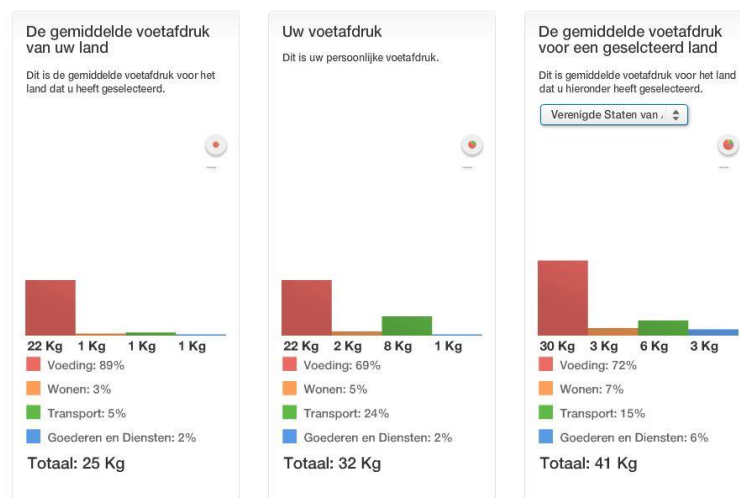 De gemiddelde voetafdruk
van uw land
Dit is de gemiddelde voetafdruk voor het
land dat u heeft geselecteerd.
22 Kg 1 Kg 1 Kg 1 Kg
Voeding: 89%
Wonen: 3%
Transport: 5%
Goederen en Diensten: 2%
Totaal: 25 Kg
Uw voetafdruk
Dit is uw persoonlijke voetafdruk.
22 Kg 2 Kg 8 Kg 1 Kg
Voeding: 69%
Wonen: 5%
Transport: 24%
Goederen en Diensten: 2%
Totaal: 32 Kg
De gemiddelde voetafdruk
voor een geselcteerd land
Dit is gemiddelde voetafdruk voor het land
dat u hieronder heeft geselecteerd.
Verenigde Staten van
30 Kg 3 Kg 6 Kg 3 Kg
Voeding: 72%
Wonen: 7%
Transport: 15%
Goederen en Diensten: 6%
Totaal: 41 Kg